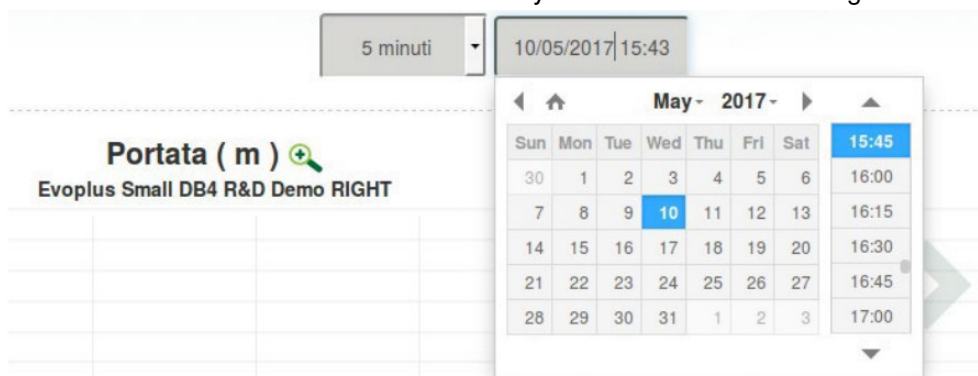 5 minuti 10/05/2017 15:43
May 2017
Portata ( m )
Evoplus Small DB4 R&D Demo RIGHT
Sun Mon Tue Wed Thu Fri Sat 15:45
30 1 2 3 4 5 6 16:00
7 8 9 10 11 12 13 16:15
14 15 16 17 18 19 20 16:30
21 22 23 24 25 26 27 16:45
28 29 30 31 1 2 3 17:00